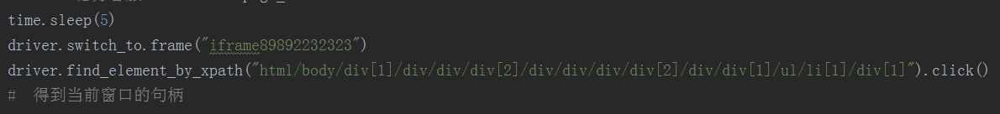 time.sleep(5)
driver.switch_to.frame("iframe89892232323")
driver.find_element_by_xpath("html/body/div[1]/div/div/div[2]/div/div/div/div[2]/div/div[1]/ul/li[1]/div[1]").click()
# 得到当前窗口的句柄